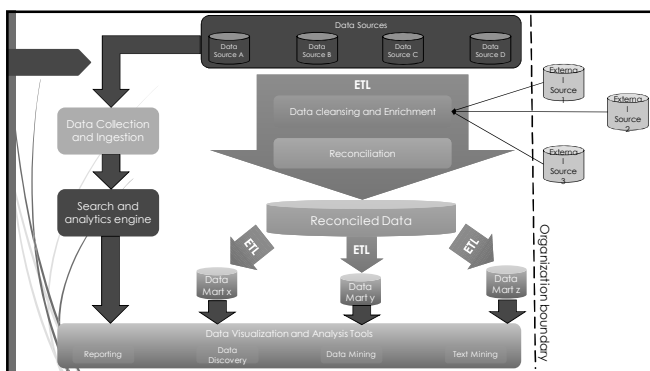 Data Sources
Data
Source A
Data
Source B
Data
Source C
Data
Source D
ETL
Data cleansing and Enrichment
Reconciliation
Externa
l
Source
1
Externa
l
Source
2
Externa
l
Source
3
Data Collection
and Ingestion
Search and
analytics engine
Reconciled Data
ETL
ETL
ETL
Data
Mart x
Data
Mart y
Data
Mart z
Organization boundary
Data Visualization and Analysis Tools
Reporting
Data
Discovery
Data Mining
Text Mining